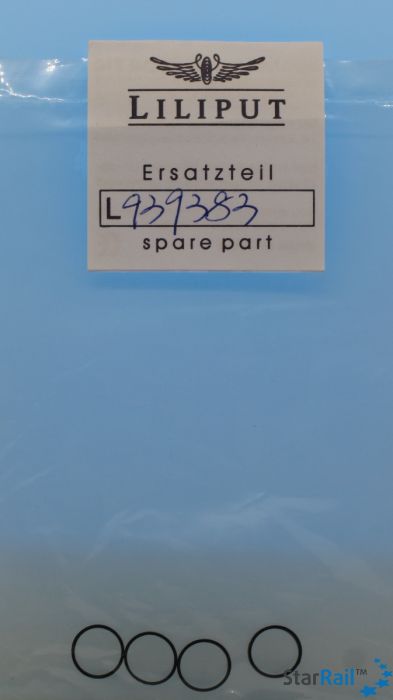 LILIPUT
Ersatzteil
L939383
spare part
StarRail™